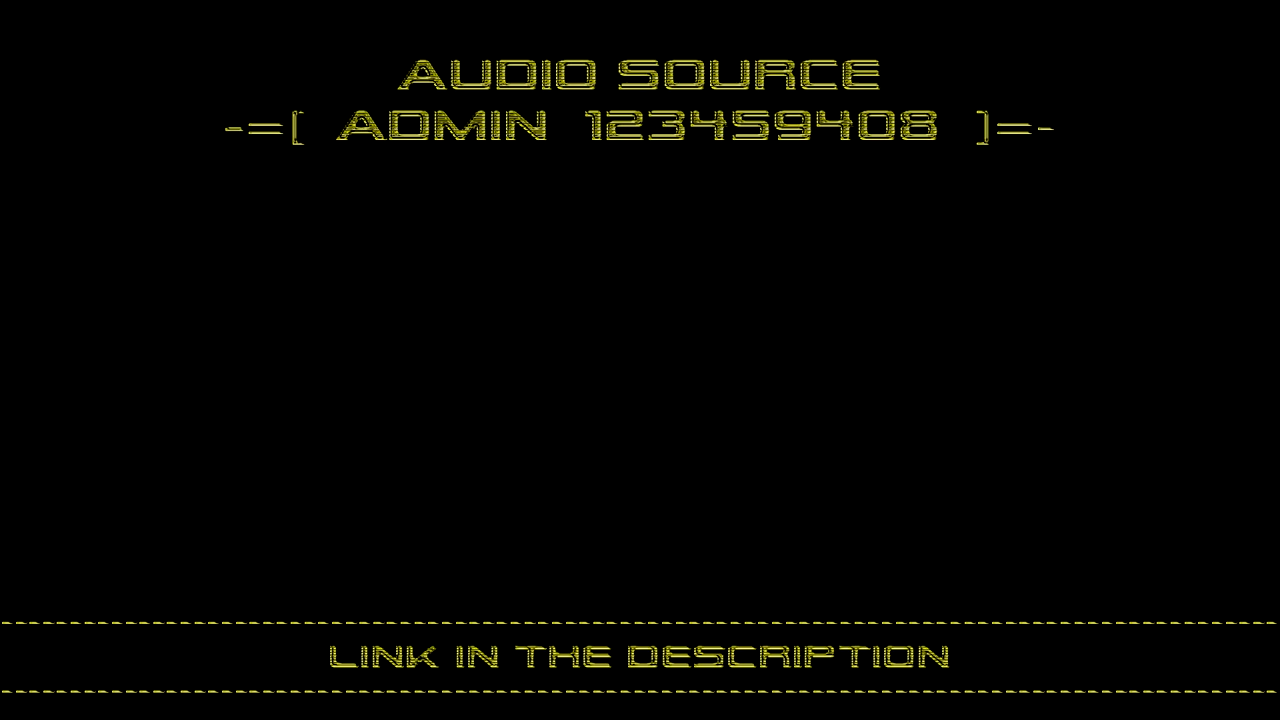 AUDIO SOURCE
-=[ ADMIN 123459408 ]=-
LINK IN THE DESCRIPTION